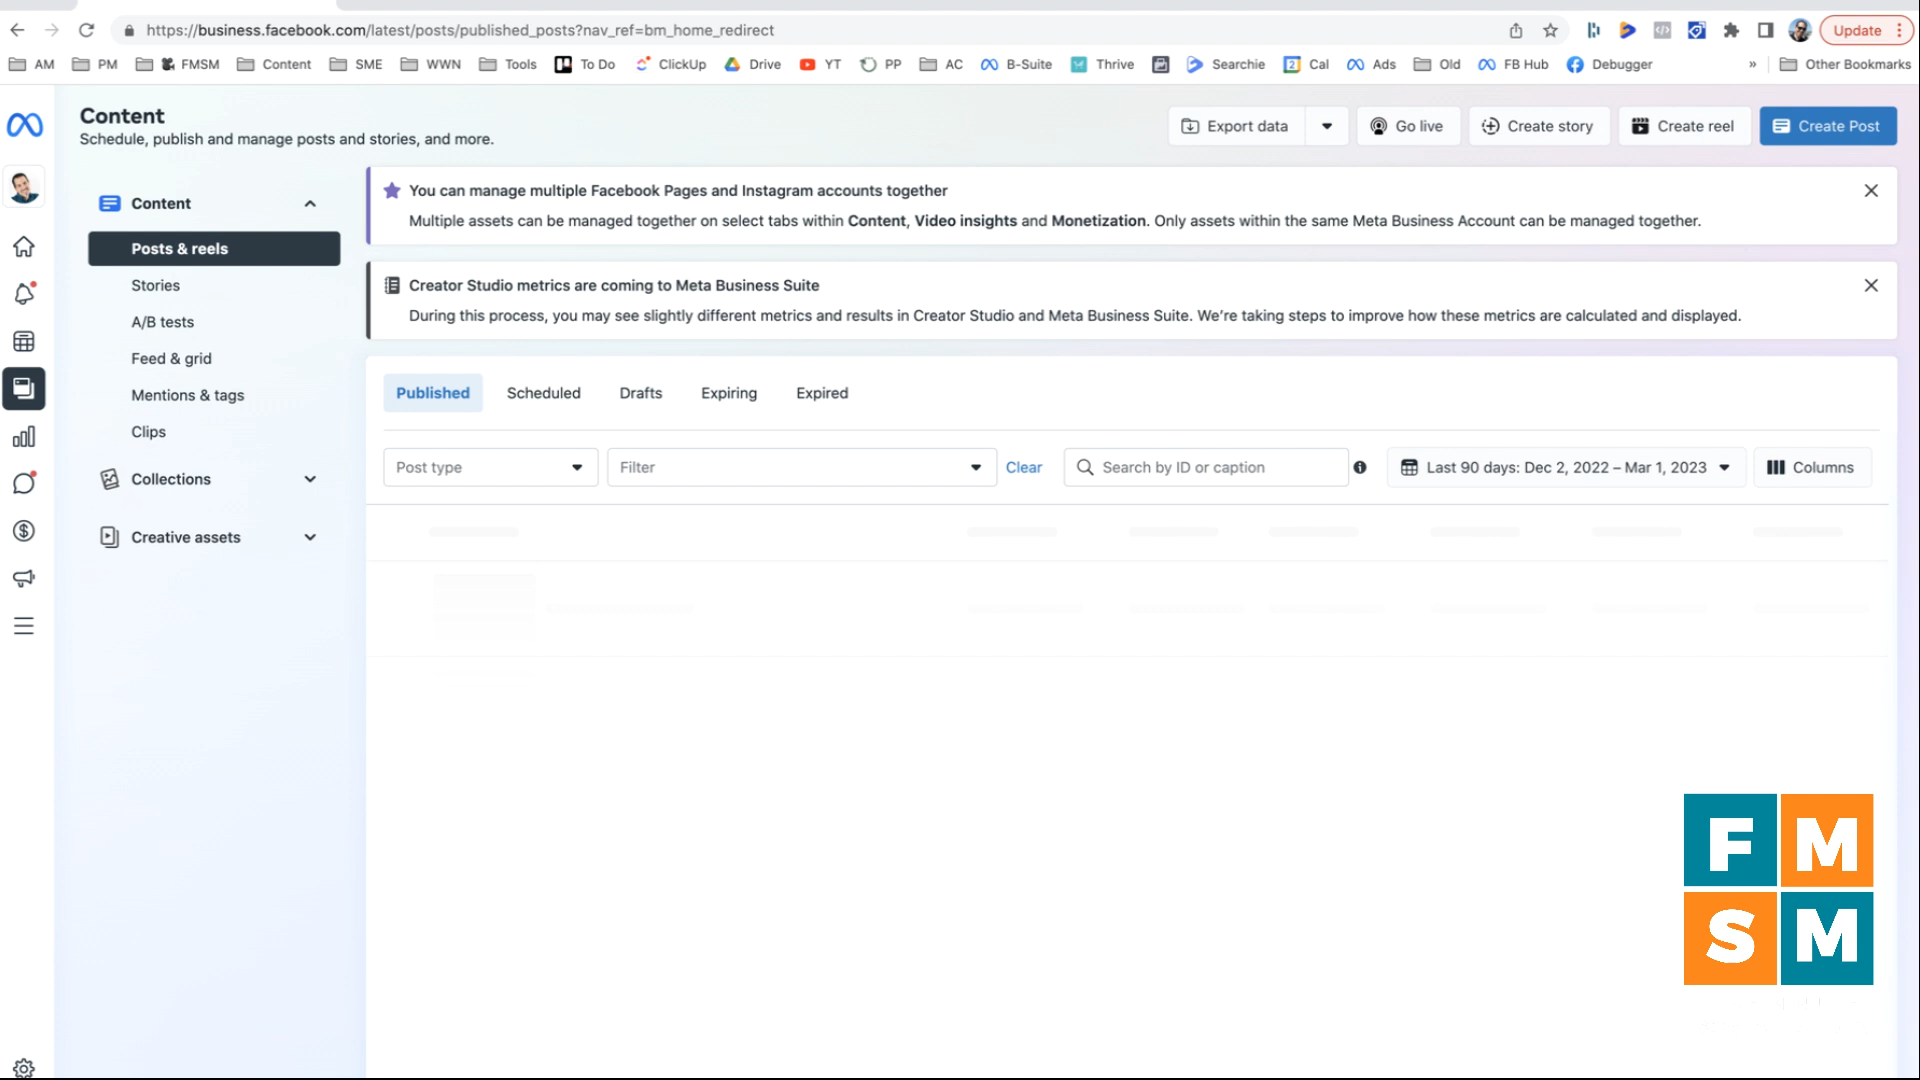 https://business.facebook.com/latest/posts/published_posts?nav_ref=bm_home_redirect
Update
AM PM FMSM Content SME WWN Tools To Do ClickUp Drive YT PP AC B-Suite Thrive Searchie 2 Cal Ads Old FB Hub Debugger » Other Bookmarks
Content
Schedule, publish and manage posts and stories, and more.
Export data Go live Create story Create reel Create Post
Content
Posts & reels
Stories
A/B tests
Feed & grid
Mentions & tags
Clips
Collections
Creative assets
You can manage multiple Facebook Pages and Instagram accounts together
Multiple assets can be managed together on select tabs within Content, Video insights and Monetization. Only assets within the same Meta Business Account can be managed together.
Creator Studio metrics are coming to Meta Business Suite
During this process, you may see slightly different metrics and results in Creator Studio and Meta Business Suite. We’re taking steps to improve how these metrics are calculated and displayed.
Published Scheduled Drafts Expiring Expired
Post type Filter Clear Search by ID or caption Last 90 days: Dec 2, 2022 – Mar 1, 2023 Columns
F M
S M